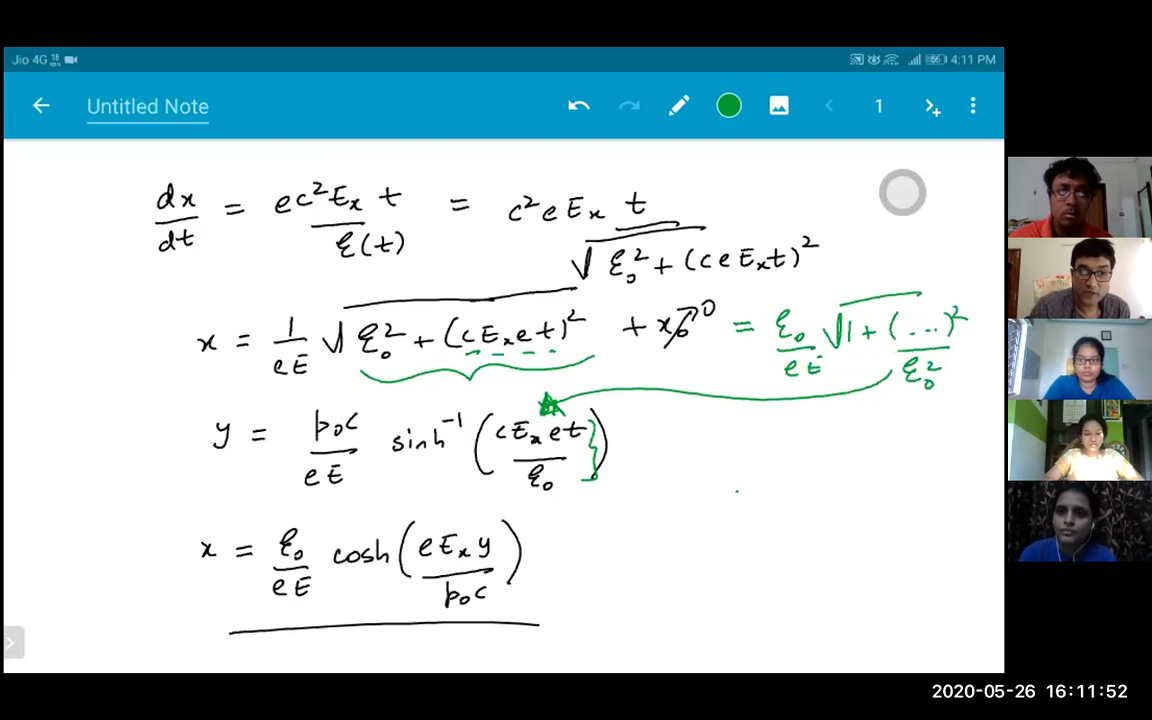 Jio 4G 4:11 PM
Untitled Note 1
dx/dt = ec²Eₓ t / ℰ(t) = c²eEₓ t / √(ℰ₀² + (ceEₓt)²)
x = 1/eE √(ℰ₀² + (cEₓet)²) + x₀ 0 = ℰ₀/eE √(1 + (...)²/ℰ₀²)
y = p₀c/eE sinh⁻¹(cEₓet/ℰ₀)
x = ℰ₀/eE cosh(eEₓy/p₀c)
2020-05-26 16:11:52